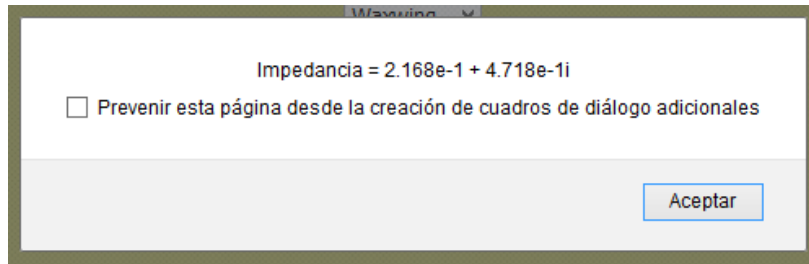 Waxwing
Impedancia = 2.168e-1 + 4.718e-1i
Prevenir esta página desde la creación de cuadros de diálogo adicionales
Aceptar